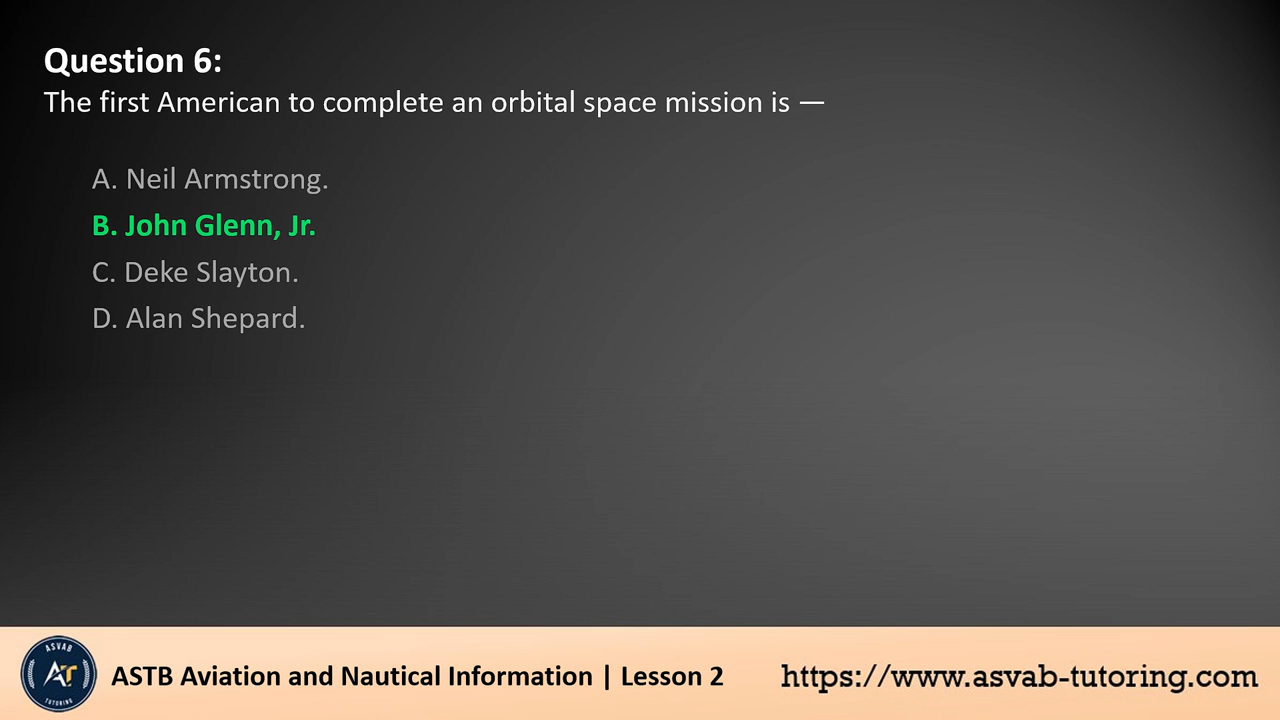 Question 6:
The first American to complete an orbital space mission is —
A. Neil Armstrong.
B. John Glenn, Jr.
C. Deke Slayton.
D. Alan Shepard.
ASVAB
AT
TUTORING
ASTB Aviation and Nautical Information | Lesson 2
https://www.asvab-tutoring.com